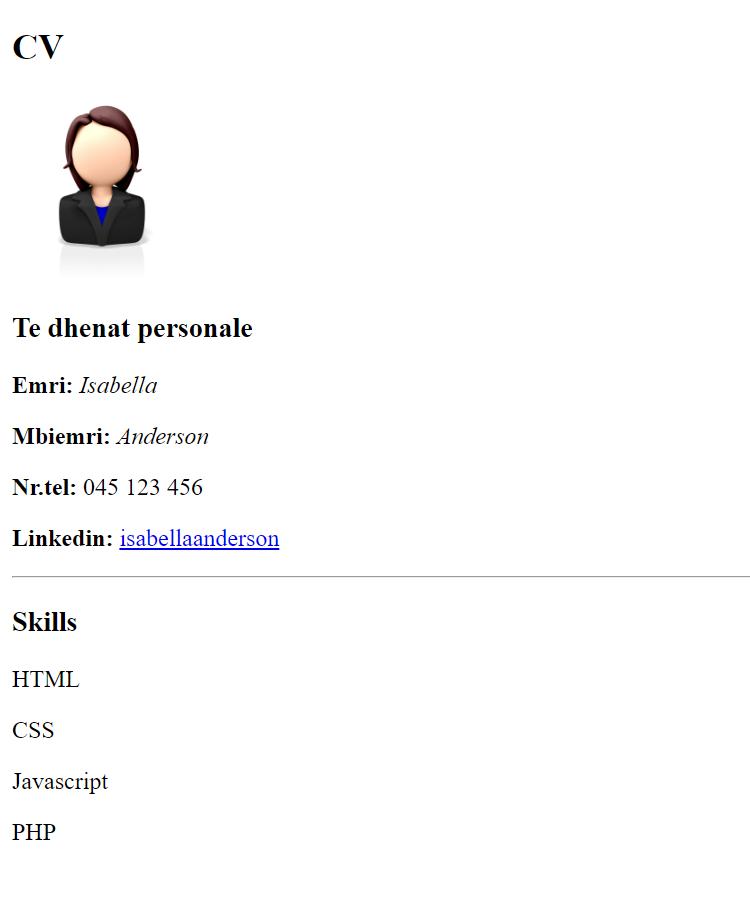 CV
Te dhenat personale
Emri: Isabella
Mbiemri: Anderson
Nr.tel: 045 123 456
Linkedin: isabellaanderson
Skills
HTML
CSS
Javascript
PHP